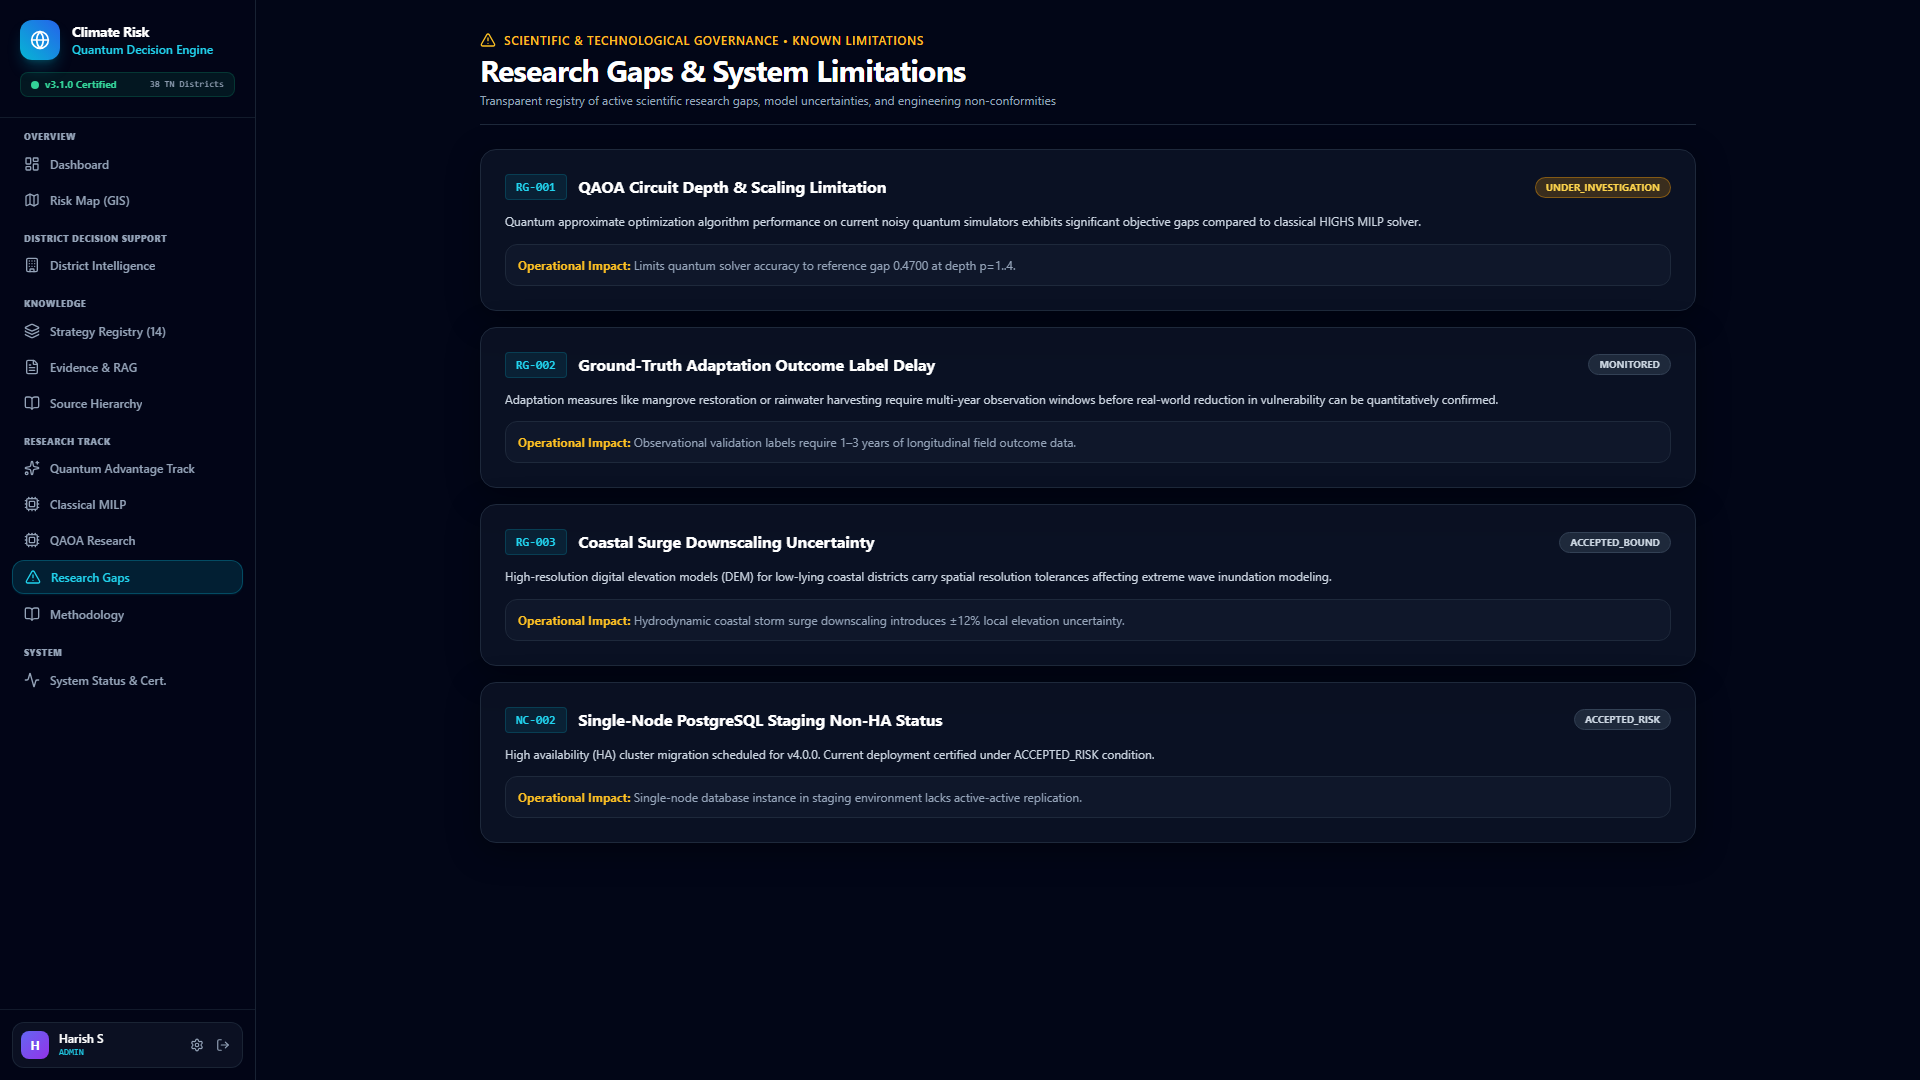 Climate Risk
Quantum Decision Engine
v3.1.0 Certified 38 TN Districts
OVERVIEW
Dashboard
Risk Map (GIS)
DISTRICT DECISION SUPPORT
District Intelligence
KNOWLEDGE
Strategy Registry (14)
Evidence & RAG
Source Hierarchy
RESEARCH TRACK
Quantum Advantage Track
Classical MILP
QAOA Research
Research Gaps
Methodology
SYSTEM
System Status & Cert.
H
Harish S
ADMIN
SCIENTIFIC & TECHNOLOGICAL GOVERNANCE • KNOWN LIMITATIONS
Research Gaps & System Limitations
Transparent registry of active scientific research gaps, model uncertainties, and engineering non-conformities
RG-001 QAOA Circuit Depth & Scaling Limitation UNDER_INVESTIGATION
Quantum approximate optimization algorithm performance on current noisy quantum simulators exhibits significant objective gaps compared to classical HIGHS MILP solver.
Operational Impact: Limits quantum solver accuracy to reference gap 0.4700 at depth p=1..4.
RG-002 Ground-Truth Adaptation Outcome Label Delay MONITORED
Adaptation measures like mangrove restoration or rainwater harvesting require multi-year observation windows before real-world reduction in vulnerability can be quantitatively confirmed.
Operational Impact: Observational validation labels require 1–3 years of longitudinal field outcome data.
RG-003 Coastal Surge Downscaling Uncertainty ACCEPTED_BOUND
High-resolution digital elevation models (DEM) for low-lying coastal districts carry spatial resolution tolerances affecting extreme wave inundation modeling.
Operational Impact: Hydrodynamic coastal storm surge downscaling introduces ±12% local elevation uncertainty.
NC-002 Single-Node PostgreSQL Staging Non-HA Status ACCEPTED_RISK
High availability (HA) cluster migration scheduled for v4.0.0. Current deployment certified under ACCEPTED_RISK condition.
Operational Impact: Single-node database instance in staging environment lacks active-active replication.